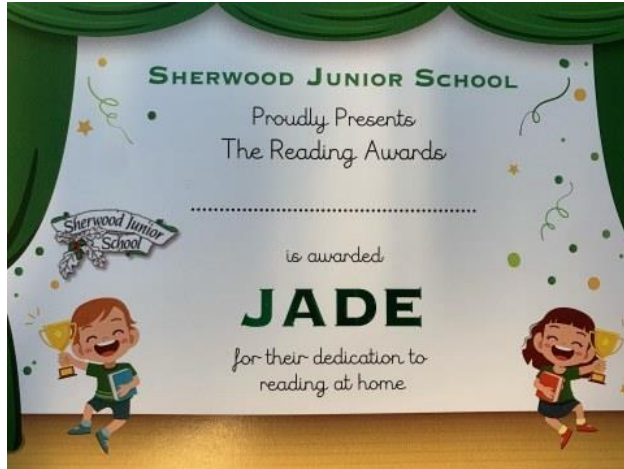 SHERWOOD JUNIOR SCHOOL
Proudly Presents
The Reading Awards
................................................................
Sherwood Junior
School
is awarded
JADE
for their dedication to
reading at home